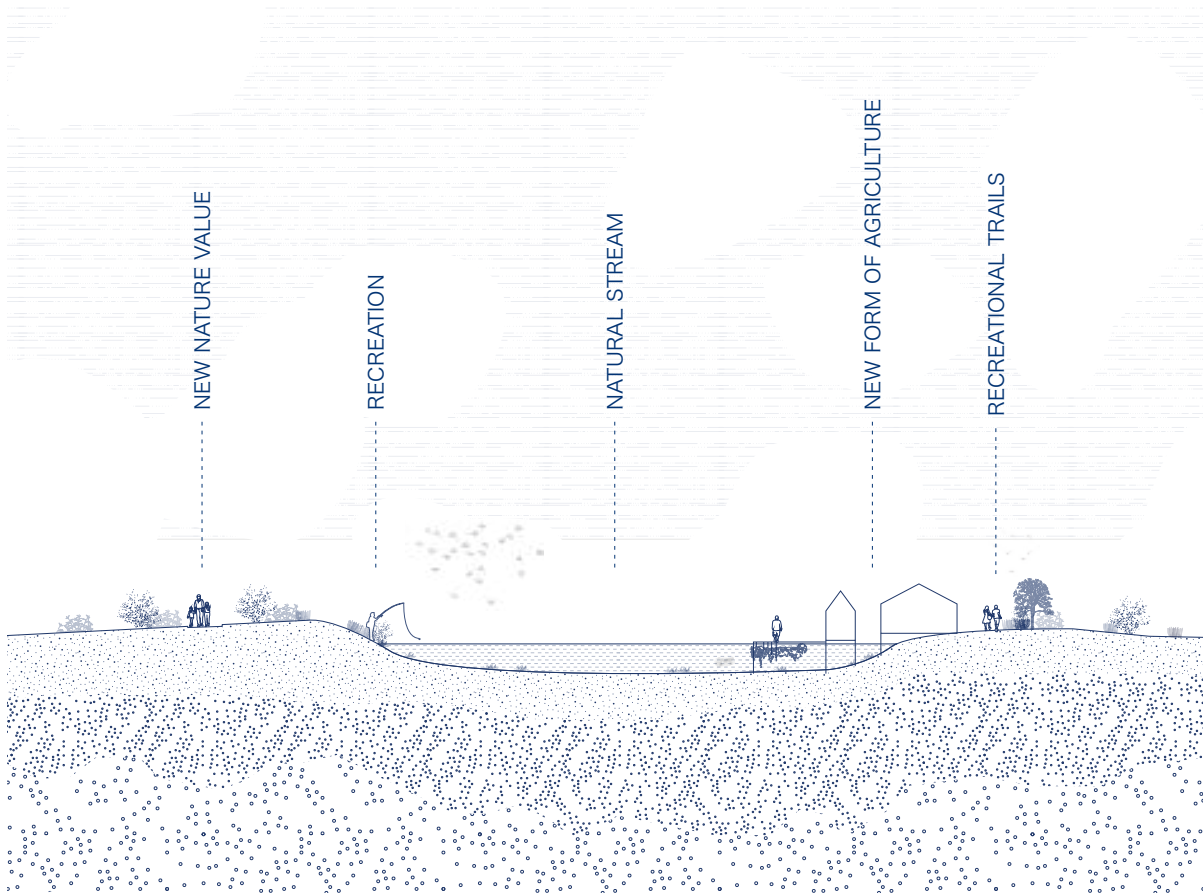 NEW NATURE VALUE
RECREATION
NATURAL STREAM
NEW FORM OF AGRICULTURE
RECREATIONAL TRAILS